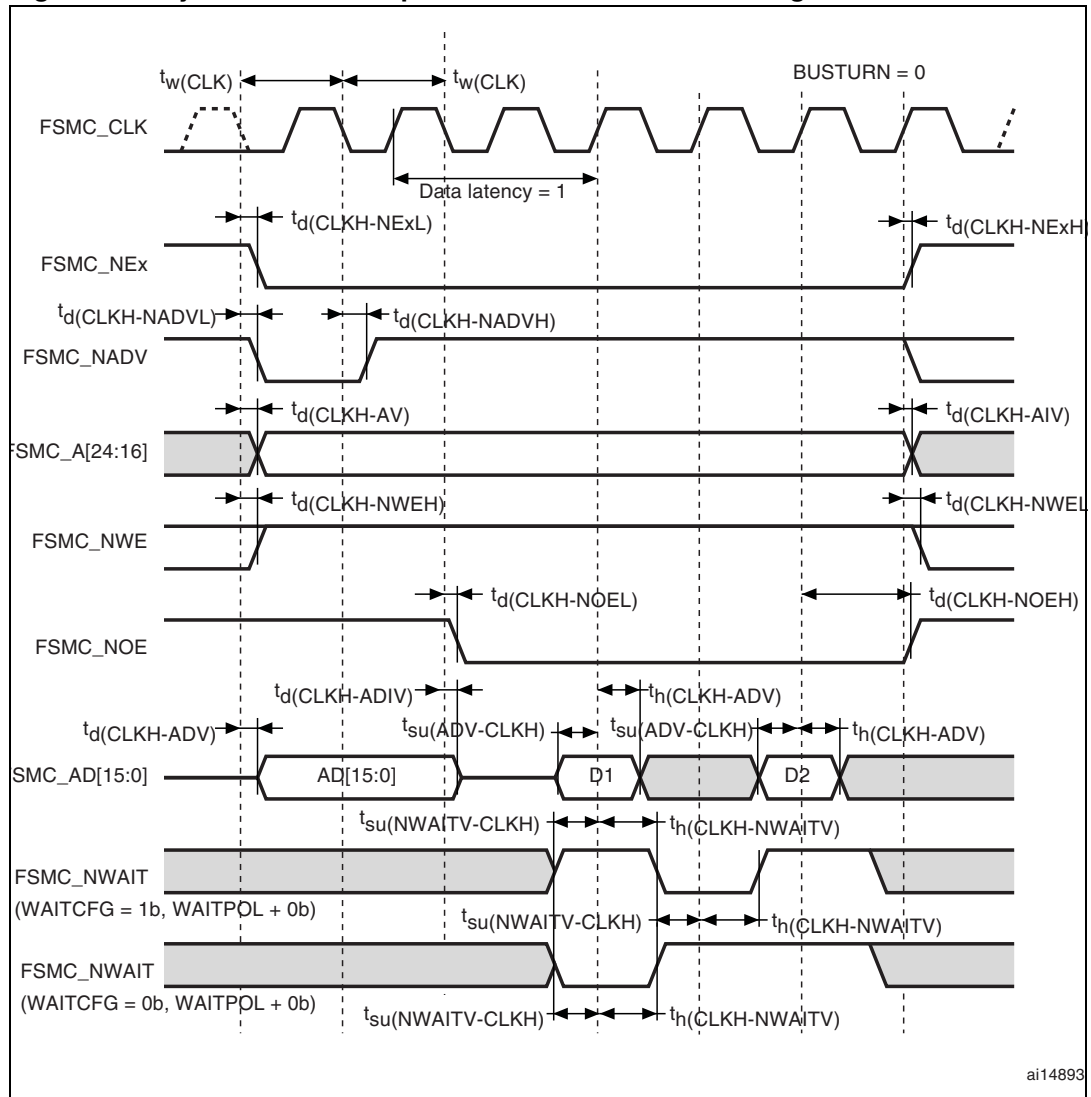 tw(CLK)
tw(CLK)
BUSTURN = 0
FSMC_CLK
Data latency = 1
td(CLKH-NExL)
td(CLKH-NExH)
FSMC_NEx
td(CLKH-NADVL)
td(CLKH-NADVH)
FSMC_NADV
td(CLKH-AV)
td(CLKH-AIV)
FSMC_A[24:16]
td(CLKH-NWEH)
td(CLKH-NWEL
FSMC_NWE
td(CLKH-NOEL)
td(CLKH-NOEH)
FSMC_NOE
td(CLKH-ADIV)
th(CLKH-ADV)
td(CLKH-ADV)
tsu(ADV-CLKH)
tsu(ADV-CLKH)
th(CLKH-ADV)
SMC_AD[15:0]
AD[15:0]
D1
D2
tsu(NWAITV-CLKH)
th(CLKH-NWAITV)
FSMC_NWAIT
(WAITCFG = 1b, WAITPOL + 0b)
tsu(NWAITV-CLKH)
th(CLKH-NWAITV)
FSMC_NWAIT
(WAITCFG = 0b, WAITPOL + 0b)
tsu(NWAITV-CLKH)
th(CLKH-NWAITV)
ai14893